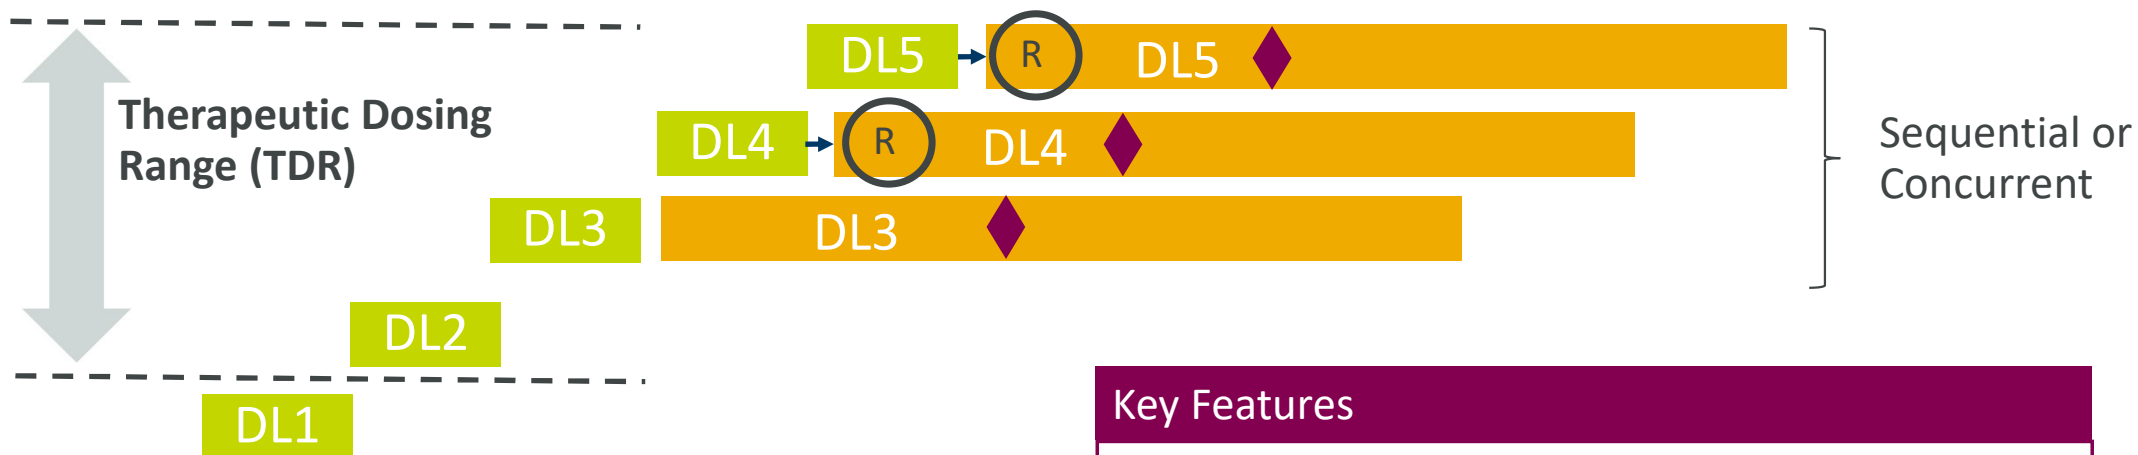 DL5
R
DL5
Therapeutic Dosing
Range (TDR)
DL4
R
DL4
Sequential or
Concurrent
DL3
DL3
DL2
DL1
Key Features